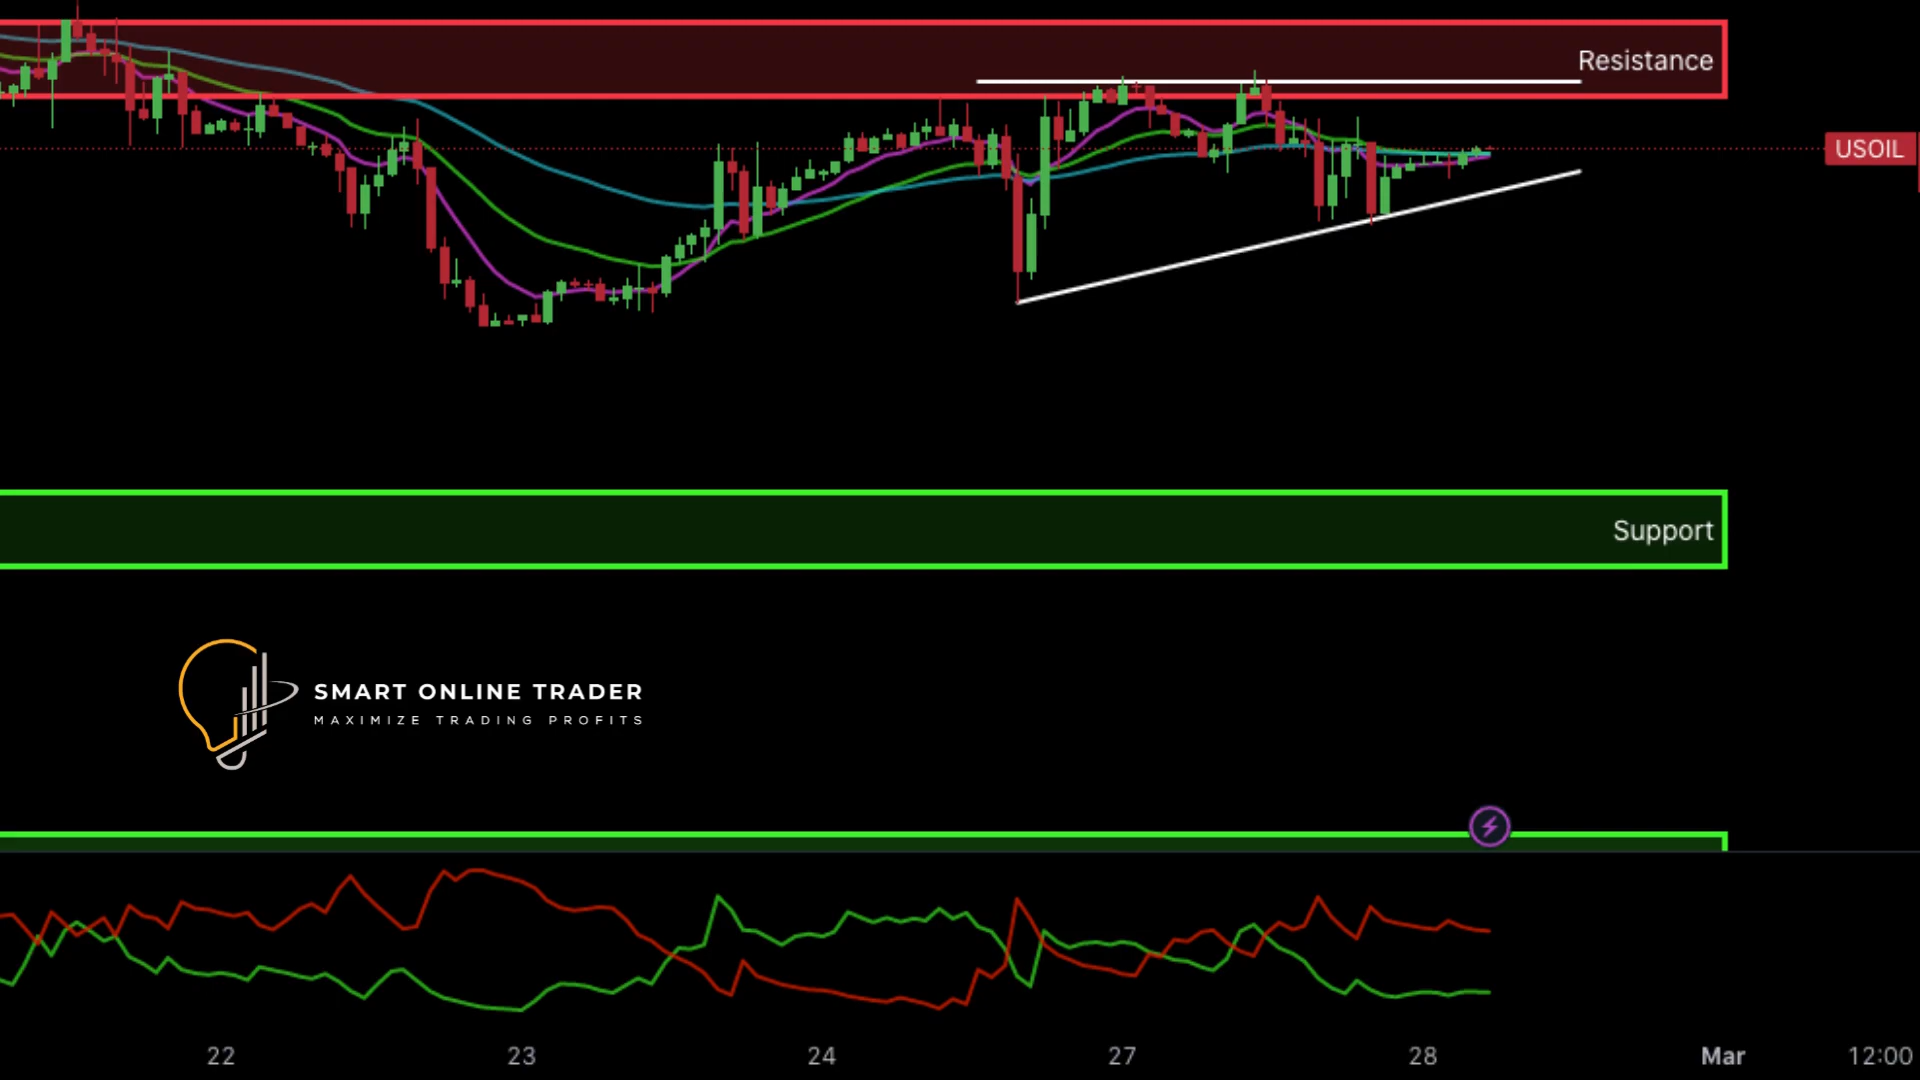 Resistance
USOIL
Support
SMART ONLINE TRADER
MAXIMIZE TRADING PROFITS
22 23 24 27 28 Mar 12:00